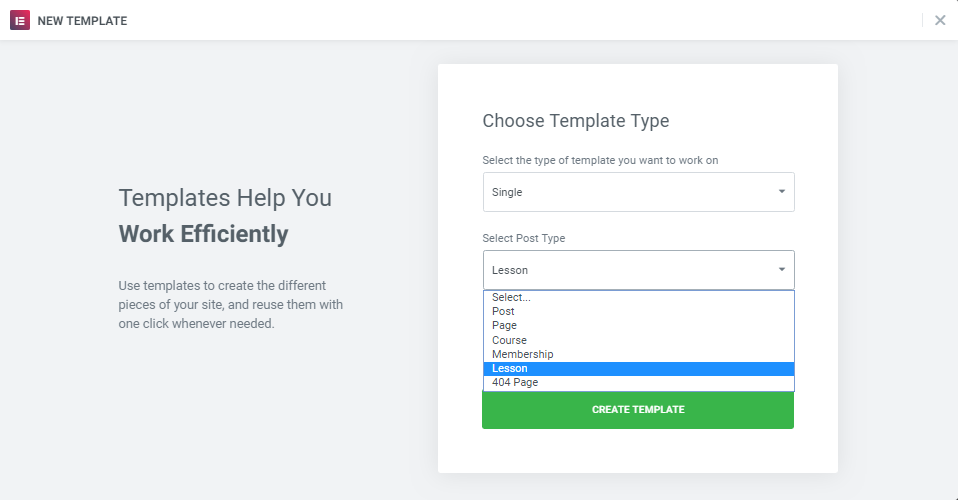 NEW TEMPLATE
Templates Help You
Work Efficiently
Use templates to create the different
pieces of your site, and reuse them with
one click whenever needed.
Choose Template Type
Select the type of template you want to work on
Single
Select Post Type
Lesson
Select...
Post
Page
Course
Membership
Lesson
404 Page
CREATE TEMPLATE